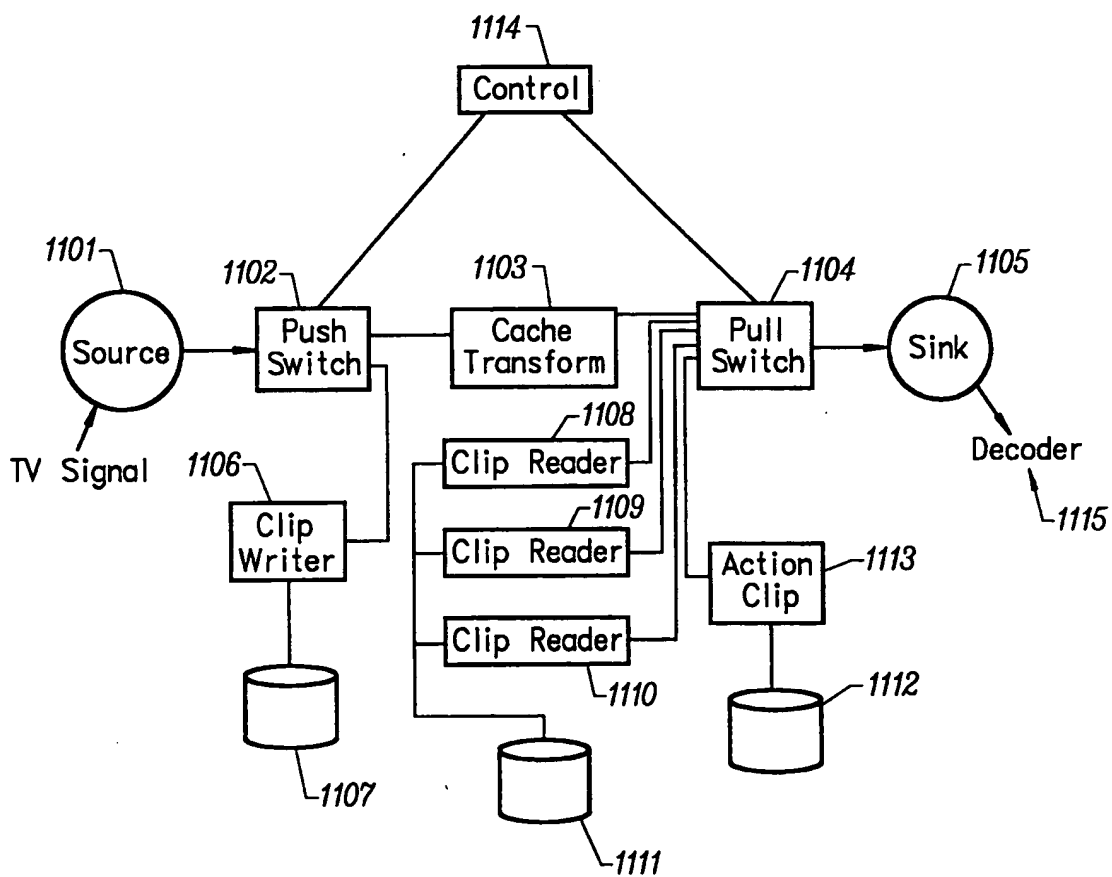 1114
Control
1101
1102
1103
1104
1105
Source
Push
Switch
Cache
Transform
Pull
Switch
Sink
TV Signal
1106
Clip
Writer
1108
Clip Reader
1109
Clip Reader
Clip Reader
1110
Decoder
1115
Action
Clip
1113
1112
1107
1111